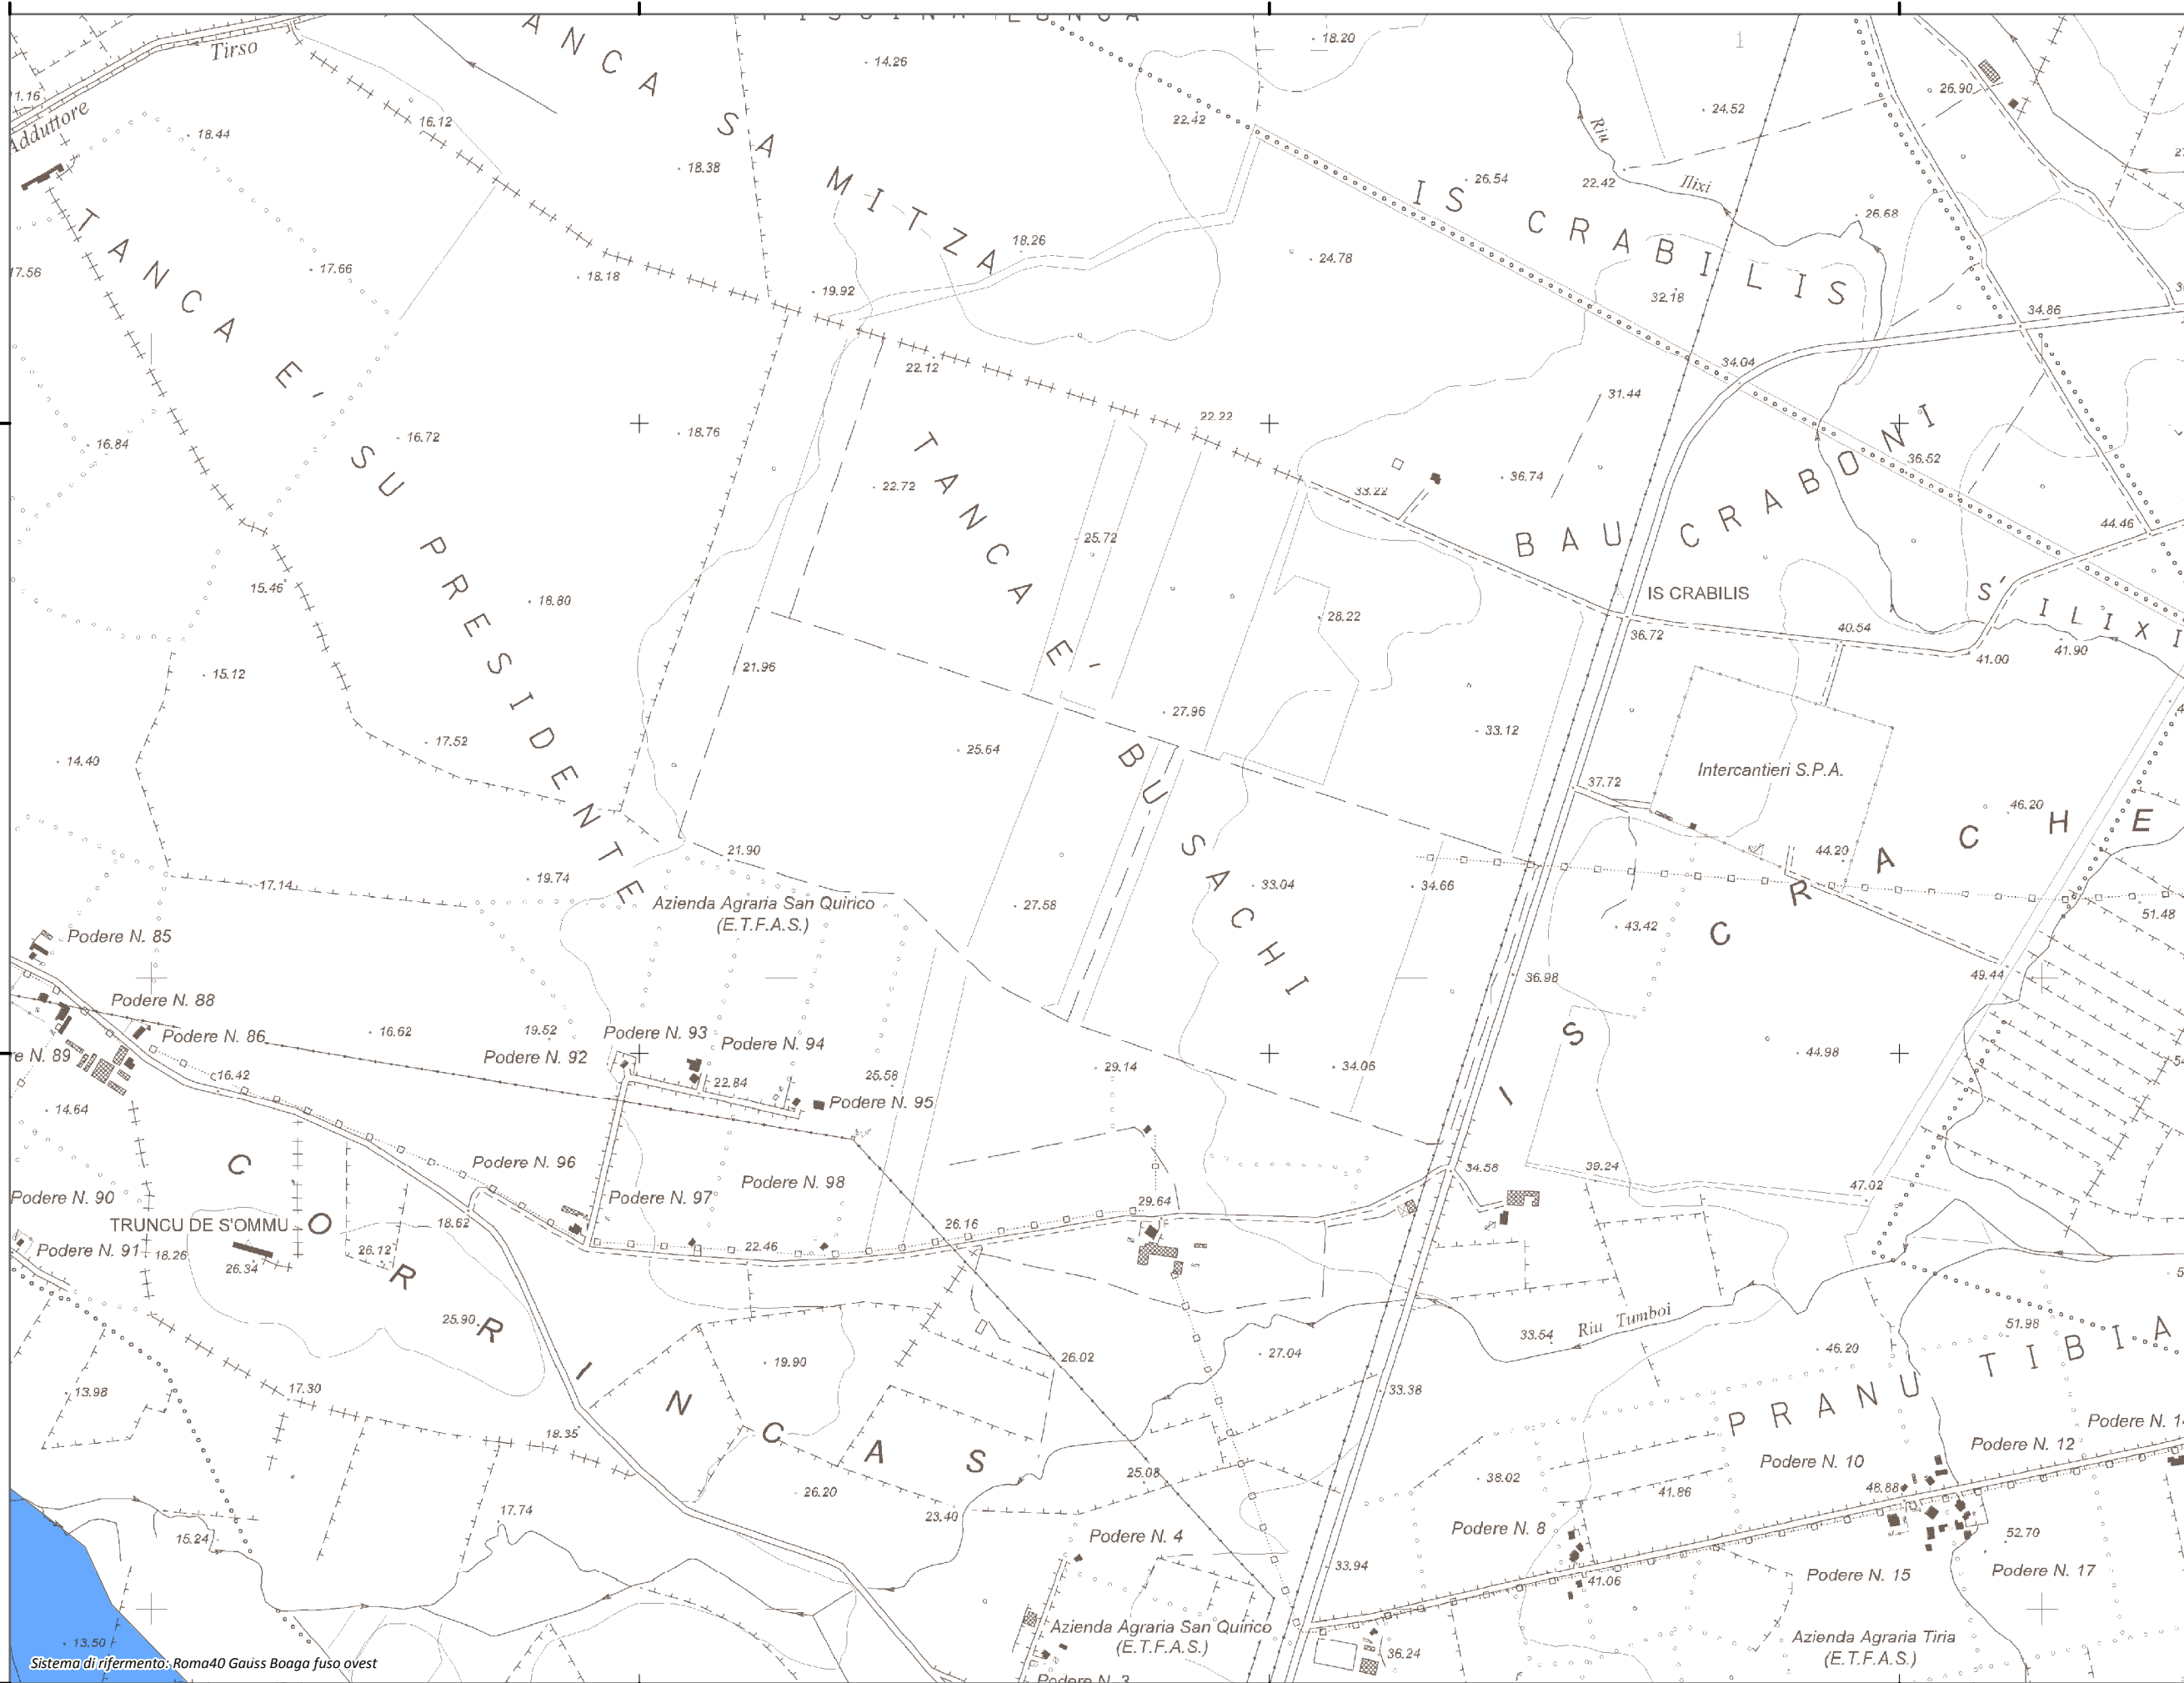 Tirso
Adduttore
ANCA SA MITZA
TANCA E' SU PRESIDENTE
TANCA E' BUSACHI
IS CRABILIS
BAU CRABONI
S' ILIXI
IS CRACHE
CORRINCAS
PRANU TIBIA
Riu Ilixi
IS CRABILIS
Intercantieri S.P.A.
Azienda Agraria San Quirico
(E.T.F.A.S.)
Podere N. 85
Podere N. 88
Podere N. 86
e N. 89
Podere N. 90
Podere N. 91
TRUNCU DE S'OMMU
Podere N. 92
Podere N. 93
Podere N. 94
Podere N. 95
Podere N. 96
Podere N. 97
Podere N. 98
Riu Tumboi
Podere N. 4
Azienda Agraria San Quirico
(E.T.F.A.S.)
Podere N. 3
Podere N. 8
Podere N. 10
Podere N. 12
Podere N. 1
Podere N. 15
Podere N. 17
Azienda Agraria Tiria
(E.T.F.A.S.)
1
14.26
18.20
1.16
16.12
18.44
22.42
24.52
26.90
18.38
26.54
22.42
26.68
17.56
17.66
18.18
18.26
19.92
24.78
32.18
34.86
22.12
34.04
31.44
16.84
16.72
18.76
22.22
36.52
22.72
33.22
36.74
44.46
25.72
15.46
18.80
28.22
36.72
40.54
41.00
41.90
15.12
21.96
27.96
33.12
14.40
17.52
25.64
37.72
46.20
21.90
44.20
17.14
19.74
27.58
33.04
34.66
43.42
51.48
36.98
49.44
16.62
19.52
44.98
16.42
22.84
25.58
29.14
34.06
14.64
34.58
39.24
47.02
18.62
26.16
29.64
22.46
18.26
26.34
26.12
25.90
19.90
26.02
27.04
33.54
46.20
51.98
13.98
17.30
18.35
33.38
26.20
25.08
23.40
38.02
41.86
48.88
15.24
17.74
52.70
33.94
41.06
13.50
36.24
Sistema di rifermento: Roma40 Gauss Boaga fuso ovest